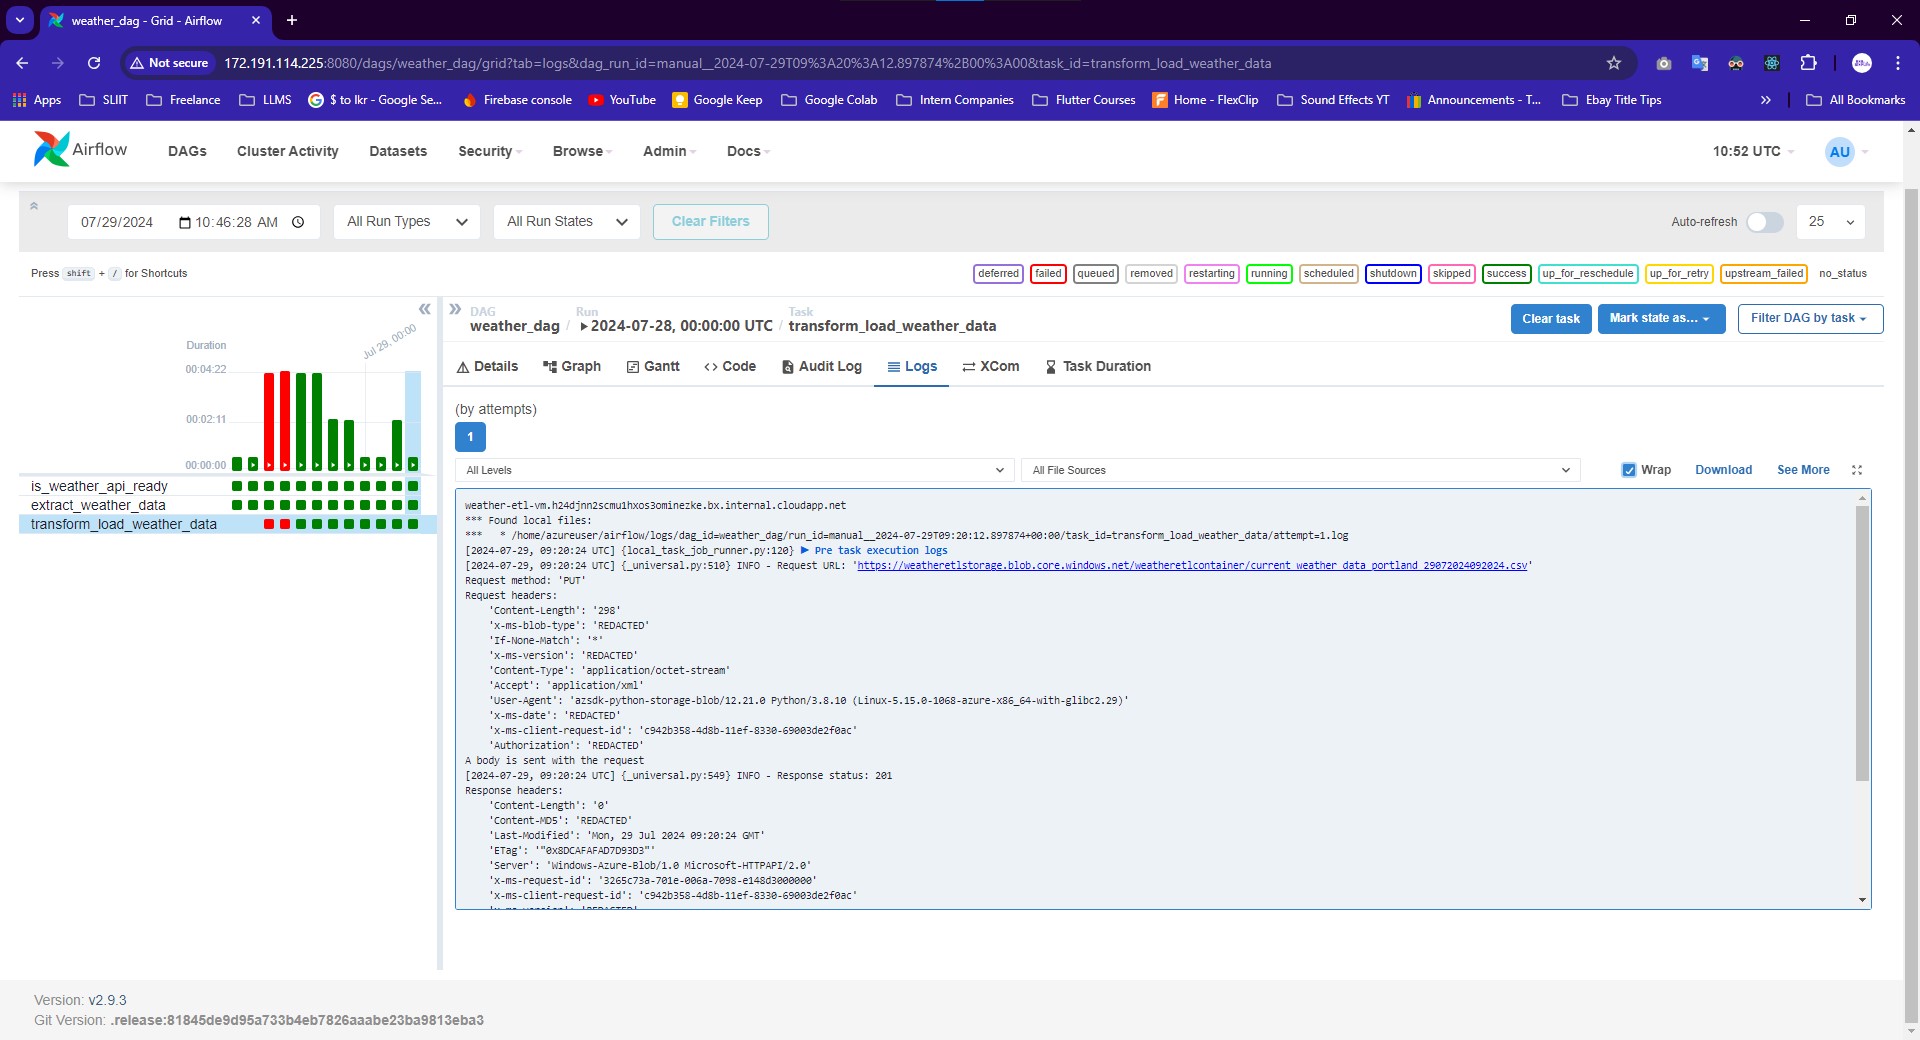 weather_dag - Grid - Airflow
Not secure
172.191.114.225:8080/dags/weather_dag/grid?tab=logs&dag_run_id=manual__2024-07-29T09%3A20%3A12.897874%2B00%3A00&task_id=transform_load_weather_data
Apps SLIIT Freelance LLMS $ to lkr - Google Se... Firebase console YouTube Google Keep Google Colab Intern Companies Flutter Courses Home - FlexClip Sound Effects YT Announcements - T... Ebay Title Tips » All Bookmarks
Airflow DAGs Cluster Activity Datasets Security Browse Admin Docs 10:52 UTC AU
07/29/2024 10:46:28 AM All Run Types All Run States Clear Filters Auto-refresh 25
Press shift + / for Shortcuts deferred failed queued removed restarting running scheduled shutdown skipped success up_for_reschedule up_for_retry upstream_failed no_status
DAG Run Task
weather_dag / 2024-07-28, 00:00:00 UTC / transform_load_weather_data
Clear task Mark state as... Filter DAG by task
Details Graph Gantt Code Audit Log Logs XCom Task Duration
Jul 29, 00:00
Duration
00:04:22
00:02:11
00:00:00
is_weather_api_ready
extract_weather_data
transform_load_weather_data
(by attempts)
1
All Levels All File Sources Wrap Download See More
weather-etl-vm.h24djnn2scmu1hxos3ominezke.bx.internal.cloudapp.net
*** Found local files:
***   * /home/azureuser/airflow/logs/dag_id=weather_dag/run_id=manual__2024-07-29T09:20:12.897874+00:00/task_id=transform_load_weather_data/attempt=1.log
[2024-07-29, 09:20:24 UTC] {local_task_job_runner.py:120} ▶ Pre task execution logs
[2024-07-29, 09:20:24 UTC] {_universal.py:510} INFO - Request URL: 'https://weatheretlstorage.blob.core.windows.net/weatheretlcontainer/current_weather_data_portland_29072024092024.csv'
Request method: 'PUT'
Request headers:
'Content-Length': '298'
'x-ms-blob-type': 'REDACTED'
'If-None-Match': '*'
'x-ms-version': 'REDACTED'
'Content-Type': 'application/octet-stream'
'Accept': 'application/xml'
'User-Agent': 'azsdk-python-storage-blob/12.21.0 Python/3.8.10 (Linux-5.15.0-1068-azure-x86_64-with-glibc2.29)'
'x-ms-date': 'REDACTED'
'x-ms-client-request-id': 'c942b358-4d8b-11ef-8330-69003de2f0ac'
'Authorization': 'REDACTED'
A body is sent with the request
[2024-07-29, 09:20:24 UTC] {_universal.py:549} INFO - Response status: 201
Response headers:
'Content-Length': '0'
'Content-MD5': 'REDACTED'
'Last-Modified': 'Mon, 29 Jul 2024 09:20:24 GMT'
'ETag': '"0x8DCAFAFAD7D93D3"'
'Server': 'Windows-Azure-Blob/1.0 Microsoft-HTTPAPI/2.0'
'x-ms-request-id': '3265c73a-701e-006a-7098-e148d3000000'
'x-ms-client-request-id': 'c942b358-4d8b-11ef-8330-69003de2f0ac'
'x-ms-version': 'REDACTED'
Version: v2.9.3
Git Version: .release:81845de9d95a733b4eb7826aaabe23ba9813eba3